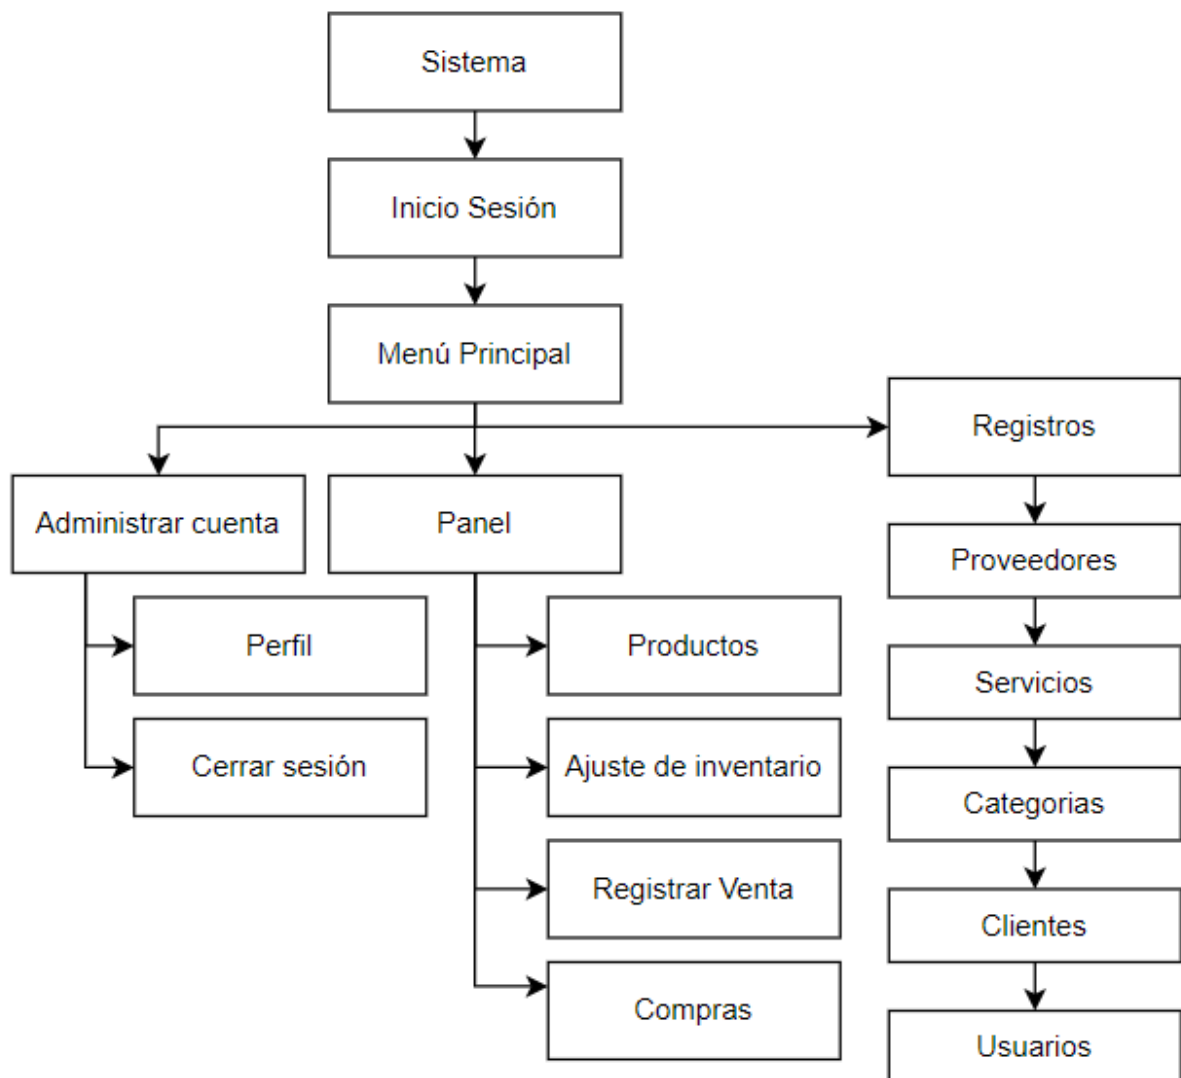 Sistema
Inicio Sesión
Menú Principal
Registros
Administrar cuenta
Panel
Proveedores
Perfil
Productos
Servicios
Cerrar sesión
Ajuste de inventario
Categorias
Registrar Venta
Clientes
Compras
Usuarios